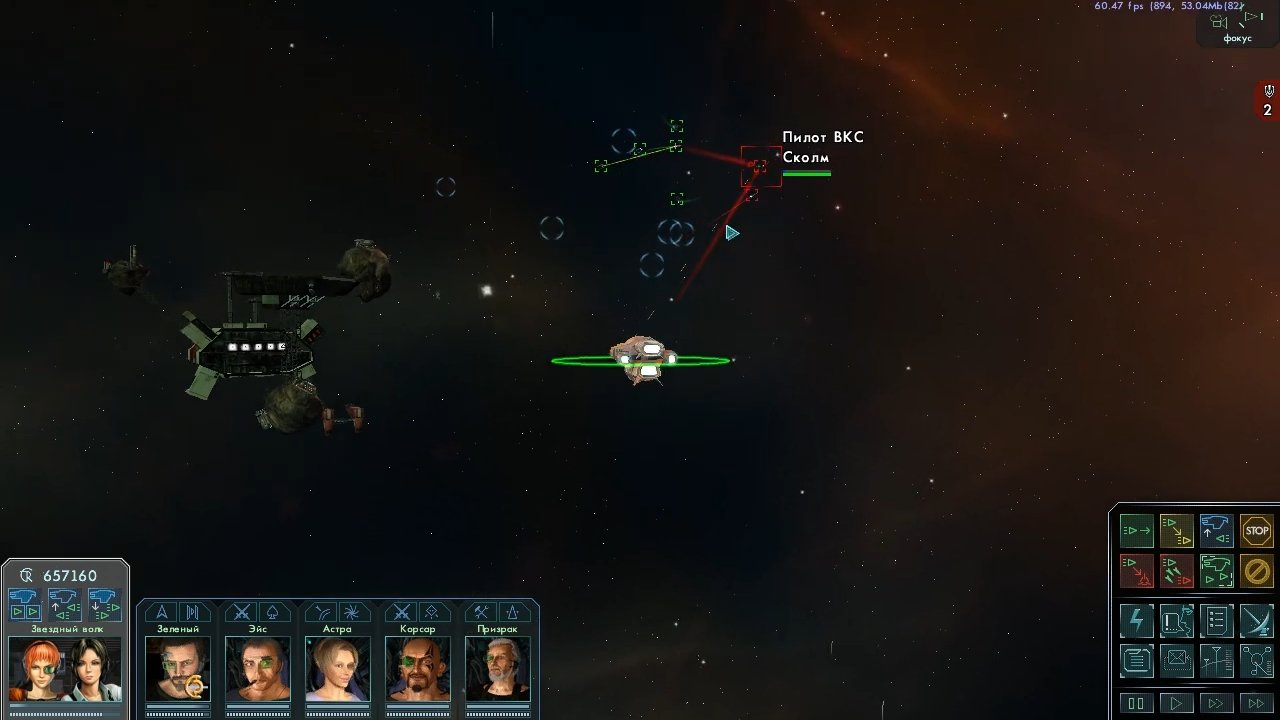 60.47 fps (894, 53.04Mb(82)
фокус
2
Пилот ВКС
Сколм
STOP
657160
Звездный волк
Зеленый
Эйс
Астра
Корсар
Призрак